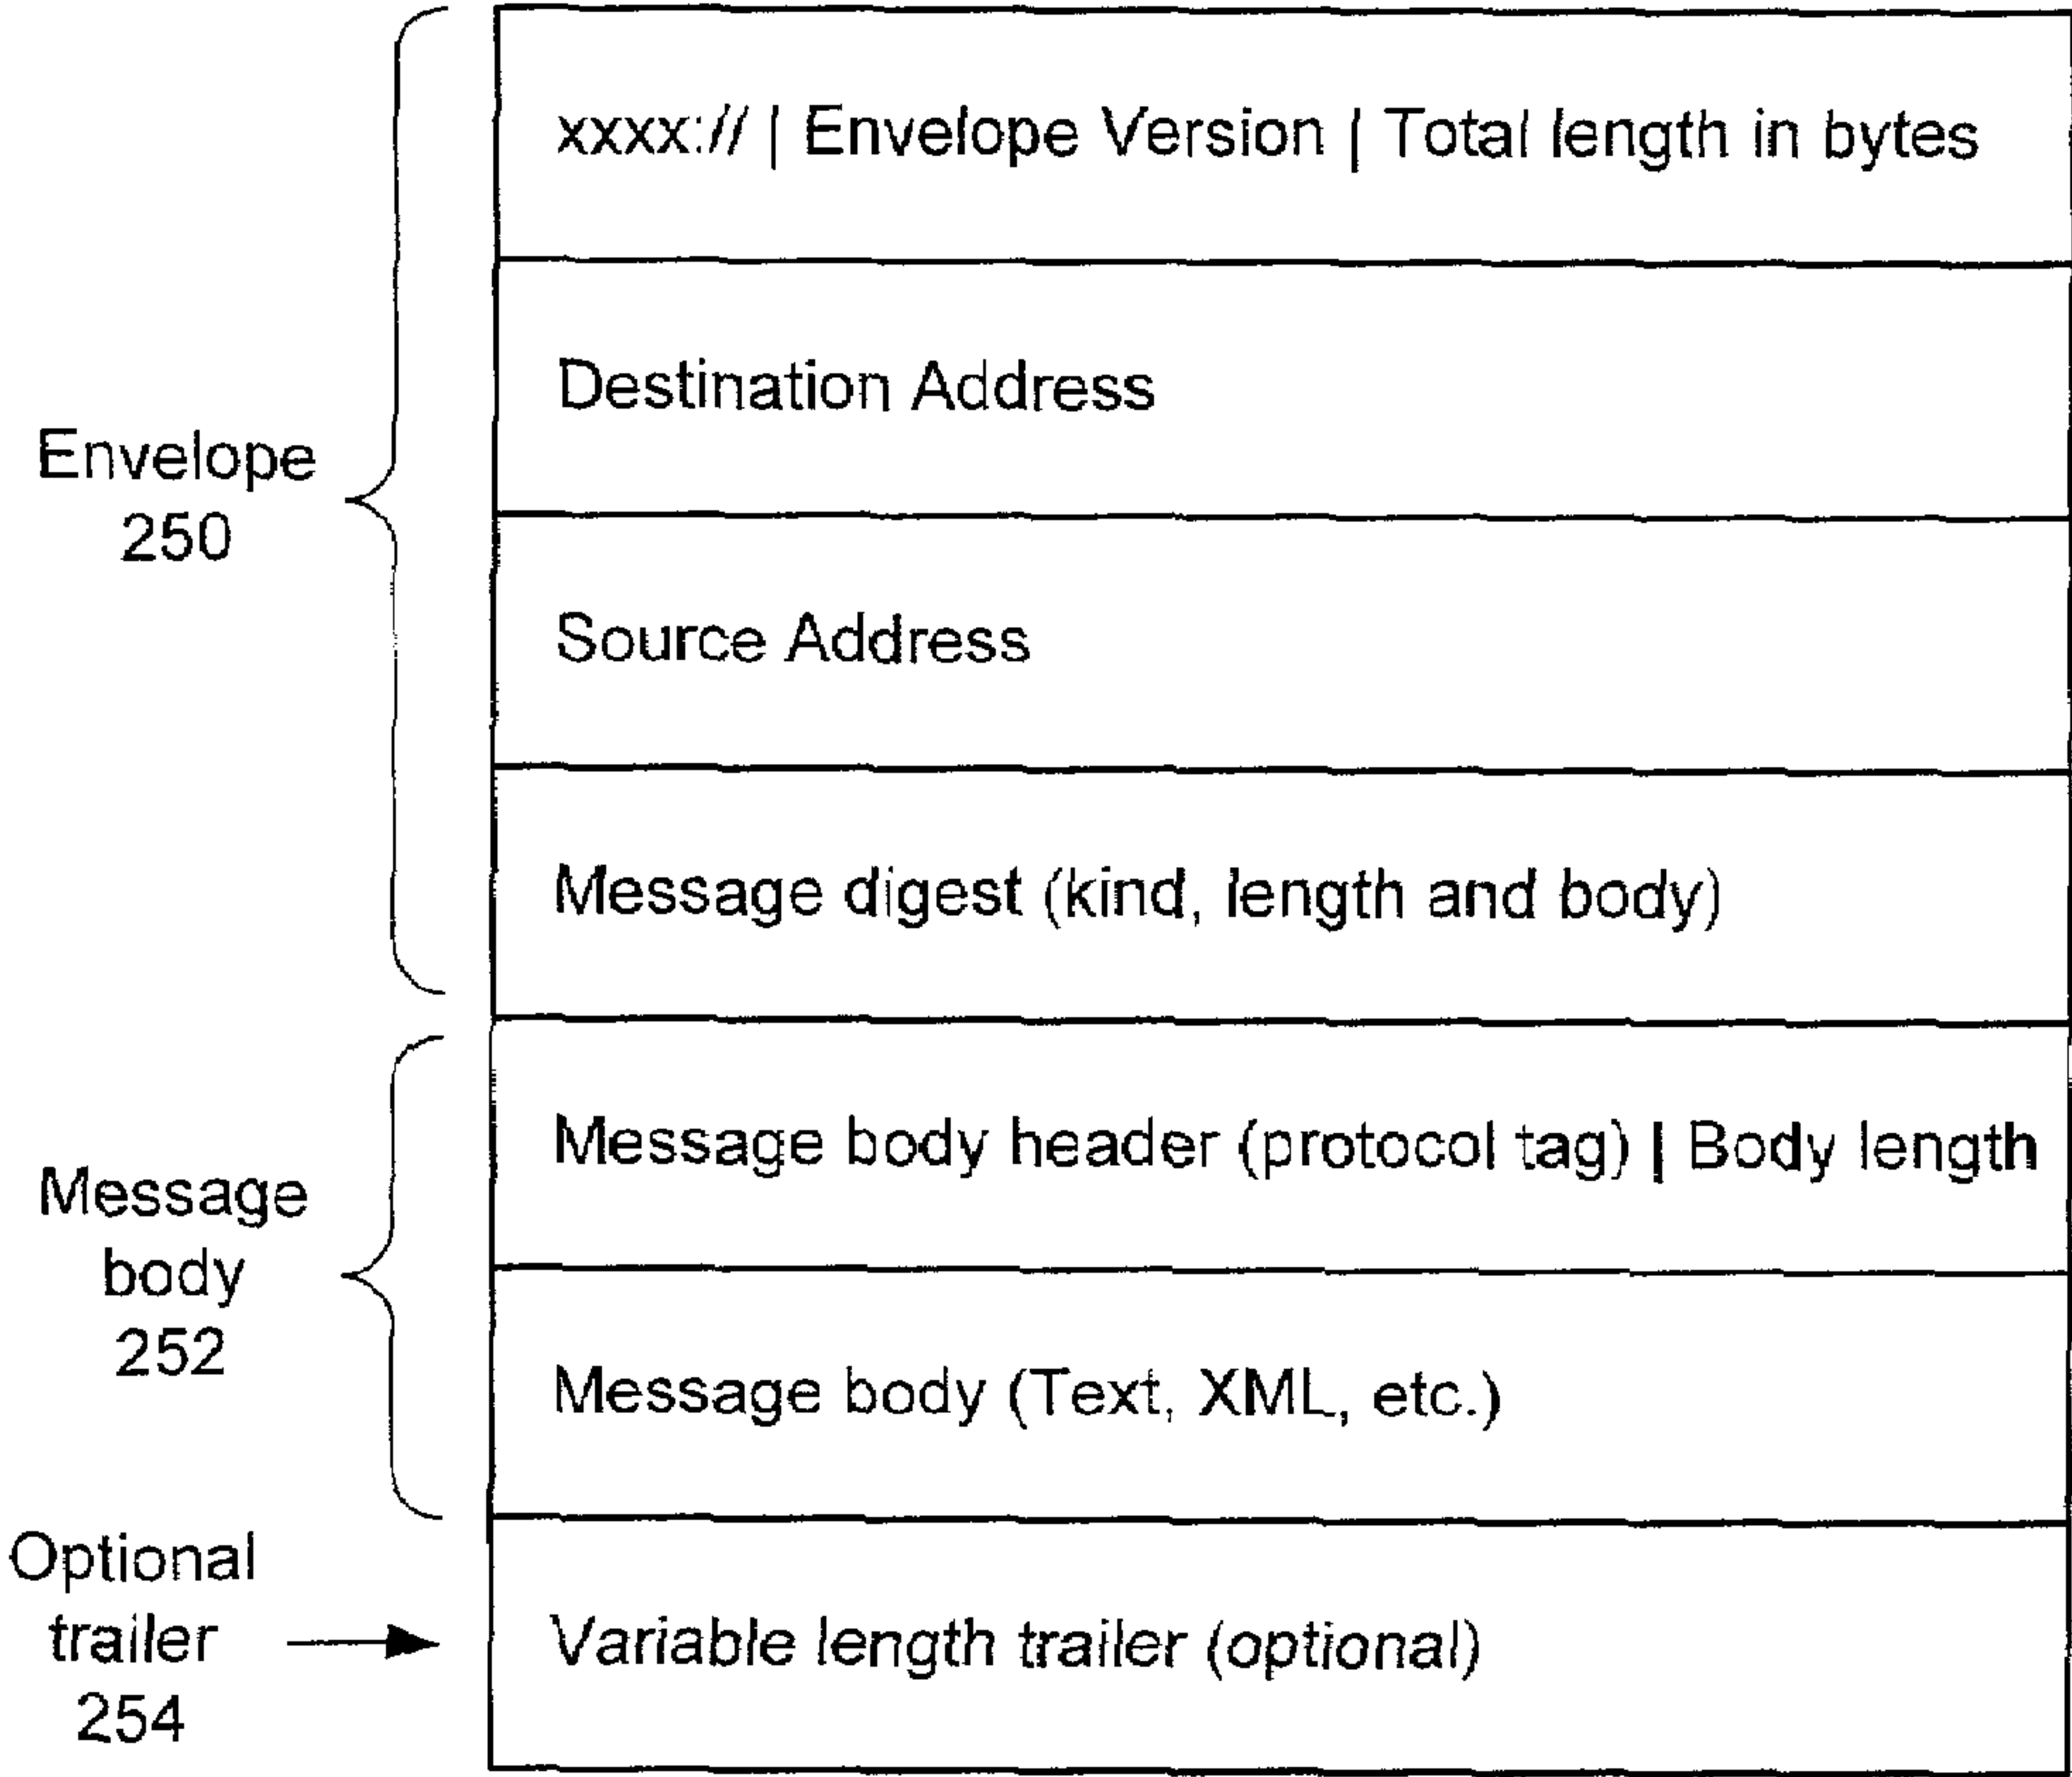 xxxx:// | Envelope Version | Total length in bytes
Destination Address
Envelope
250
Source Address
Message digest (kind, length and body)
Message body header (protocol tag) | Body length
Message
body
252
Message body (Text, XML, etc.)
Optional
trailer
254
Variable length trailer (optional)